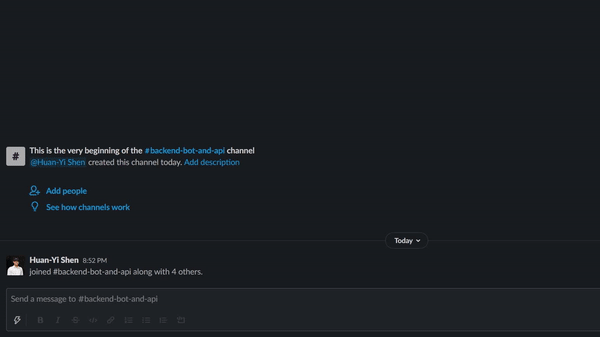 This is the very beginning of the #backend-bot-and-api channel
@Huan-Yi Shen created this channel today. Add description
Add people
See how channels work
Today
Huan-Yi Shen 8:52 PM
joined #backend-bot-and-api along with 4 others.
Send a message to #backend-bot-and-api